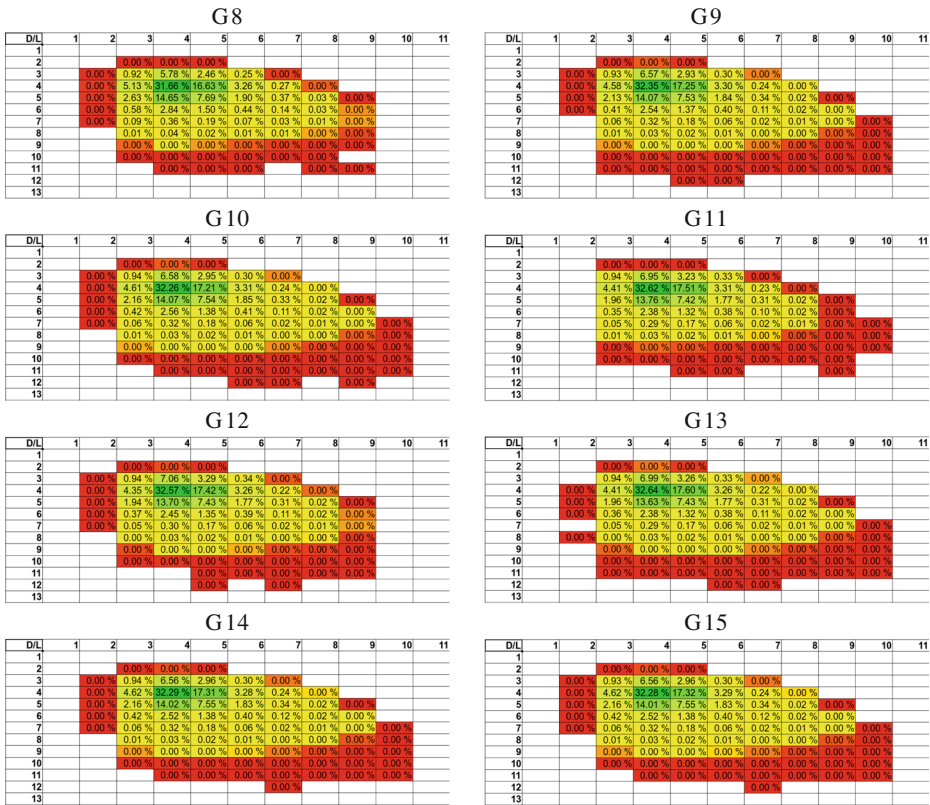 G8
D/L 1 2 3 4 5 6 7 8 9 10 11
1
2 0.00 % 0.00 % 0.00 %
3 0.00 % 0.92 % 5.78 % 2.46 % 0.25 % 0.00 %
4 0.00 % 5.13 % 31.66 % 16.63 % 3.26 % 0.27 % 0.00 %
5 0.00 % 2.63 % 14.65 % 7.69 % 1.90 % 0.37 % 0.03 % 0.00 %
6 0.00 % 0.58 % 2.84 % 1.50 % 0.44 % 0.14 % 0.03 % 0.00 %
7 0.00 % 0.09 % 0.36 % 0.19 % 0.07 % 0.03 % 0.01 % 0.00 %
8 0.01 % 0.04 % 0.02 % 0.01 % 0.01 % 0.00 % 0.00 %
9 0.00 % 0.00 % 0.00 % 0.00 % 0.00 % 0.00 % 0.00 %
10 0.00 % 0.00 % 0.00 % 0.00 % 0.00 % 0.00 %
11 0.00 % 0.00 % 0.00 % 0.00 % 0.00 %
12
13
G9
D/L 1 2 3 4 5 6 7 8 9 10 11
1
2 0.00 % 0.00 % 0.00 %
3 0.00 % 0.93 % 6.57 % 2.93 % 0.30 % 0.00 %
4 0.00 % 4.58 % 32.35 % 17.25 % 3.30 % 0.24 % 0.00 %
5 0.00 % 2.13 % 14.07 % 7.53 % 1.84 % 0.34 % 0.02 % 0.00 %
6 0.00 % 0.41 % 2.54 % 1.37 % 0.40 % 0.11 % 0.02 % 0.00 %
7 0.06 % 0.32 % 0.18 % 0.06 % 0.02 % 0.01 % 0.00 % 0.00 %
8 0.01 % 0.03 % 0.02 % 0.01 % 0.00 % 0.00 % 0.00 % 0.00 %
9 0.00 % 0.00 % 0.00 % 0.00 % 0.00 % 0.00 % 0.00 % 0.00 %
10 0.00 % 0.00 % 0.00 % 0.00 % 0.00 % 0.00 % 0.00 % 0.00 %
11 0.00 % 0.00 % 0.00 % 0.00 % 0.00 % 0.00 % 0.00 % 0.00 %
12 0.00 % 0.00 %
13
G10
D/L 1 2 3 4 5 6 7 8 9 10 11
1
2 0.00 % 0.00 % 0.00 %
3 0.00 % 0.94 % 6.58 % 2.95 % 0.30 % 0.00 %
4 0.00 % 4.61 % 32.26 % 17.21 % 3.31 % 0.24 % 0.00 %
5 0.00 % 2.16 % 14.07 % 7.54 % 1.85 % 0.33 % 0.02 % 0.00 %
6 0.00 % 0.42 % 2.56 % 1.38 % 0.41 % 0.11 % 0.02 % 0.00 %
7 0.00 % 0.06 % 0.32 % 0.18 % 0.06 % 0.02 % 0.01 % 0.00 % 0.00 %
8 0.01 % 0.03 % 0.02 % 0.01 % 0.00 % 0.00 % 0.00 % 0.00 %
9 0.00 % 0.00 % 0.00 % 0.00 % 0.00 % 0.00 % 0.00 % 0.00 %
10 0.00 % 0.00 % 0.00 % 0.00 % 0.00 % 0.00 % 0.00 % 0.00 %
11 0.00 % 0.00 % 0.00 % 0.00 % 0.00 % 0.00 % 0.00 %
12 0.00 % 0.00 % 0.00 %
13
G11
D/L 1 2 3 4 5 6 7 8 9 10 11
1
2 0.00 % 0.00 % 0.00 %
3 0.94 % 6.95 % 3.23 % 0.33 % 0.00 %
4 4.41 % 32.62 % 17.51 % 3.31 % 0.23 % 0.00 %
5 1.96 % 13.76 % 7.42 % 1.77 % 0.31 % 0.02 % 0.00 %
6 0.35 % 2.38 % 1.32 % 0.38 % 0.10 % 0.02 % 0.00 %
7 0.05 % 0.29 % 0.17 % 0.06 % 0.02 % 0.01 % 0.00 % 0.00 %
8 0.01 % 0.03 % 0.02 % 0.01 % 0.00 % 0.00 % 0.00 % 0.00 %
9 0.00 % 0.00 % 0.00 % 0.00 % 0.00 % 0.00 % 0.00 % 0.00 %
10 0.00 % 0.00 % 0.00 % 0.00 % 0.00 % 0.00 % 0.00 %
11 0.00 % 0.00 % 0.00 %
12
13
G12
D/L 1 2 3 4 5 6 7 8 9 10 11
1
2 0.00 % 0.00 % 0.00 %
3 0.00 % 0.94 % 7.06 % 3.29 % 0.34 % 0.00 %
4 0.00 % 4.35 % 32.57 % 17.42 % 3.26 % 0.22 % 0.00 %
5 0.00 % 1.94 % 13.70 % 7.43 % 1.77 % 0.31 % 0.02 % 0.00 %
6 0.00 % 0.37 % 2.45 % 1.35 % 0.39 % 0.11 % 0.02 % 0.00 %
7 0.00 % 0.05 % 0.30 % 0.17 % 0.06 % 0.02 % 0.01 % 0.00 %
8 0.00 % 0.03 % 0.02 % 0.01 % 0.00 % 0.00 % 0.00 %
9 0.00 % 0.00 % 0.00 % 0.00 % 0.00 % 0.00 % 0.00 %
10 0.00 % 0.00 % 0.00 % 0.00 % 0.00 % 0.00 % 0.00 %
11 0.00 % 0.00 % 0.00 % 0.00 % 0.00 %
12 0.00 % 0.00 %
13
G13
D/L 1 2 3 4 5 6 7 8 9 10 11
1
2 0.00 % 0.00 % 0.00 %
3 0.94 % 6.99 % 3.26 % 0.33 % 0.00 %
4 0.00 % 4.41 % 32.64 % 17.60 % 3.26 % 0.22 % 0.00 %
5 0.00 % 1.96 % 13.63 % 7.43 % 1.77 % 0.31 % 0.02 % 0.00 %
6 0.00 % 0.36 % 2.38 % 1.32 % 0.38 % 0.11 % 0.02 % 0.00 %
7 0.05 % 0.29 % 0.17 % 0.06 % 0.02 % 0.01 % 0.00 % 0.00 %
8 0.00 % 0.00 % 0.03 % 0.02 % 0.01 % 0.00 % 0.00 % 0.00 % 0.00 %
9 0.00 % 0.00 % 0.00 % 0.00 % 0.00 % 0.00 % 0.00 % 0.00 %
10 0.00 % 0.00 % 0.00 % 0.00 % 0.00 % 0.00 % 0.00 % 0.00 %
11 0.00 % 0.00 % 0.00 % 0.00 % 0.00 % 0.00 % 0.00 % 0.00 %
12 0.00 % 0.00 %
13
G14
D/L 1 2 3 4 5 6 7 8 9 10 11
1
2 0.00 % 0.00 % 0.00 %
3 0.00 % 0.94 % 6.56 % 2.96 % 0.30 % 0.00 %
4 0.00 % 4.62 % 32.29 % 17.31 % 3.28 % 0.24 % 0.00 %
5 0.00 % 2.16 % 14.02 % 7.55 % 1.83 % 0.34 % 0.02 % 0.00 %
6 0.00 % 0.42 % 2.52 % 1.38 % 0.40 % 0.12 % 0.02 % 0.00 %
7 0.00 % 0.06 % 0.32 % 0.18 % 0.06 % 0.02 % 0.01 % 0.00 % 0.00 %
8 0.01 % 0.03 % 0.02 % 0.01 % 0.00 % 0.00 % 0.00 % 0.00 %
9 0.00 % 0.00 % 0.00 % 0.00 % 0.00 % 0.00 % 0.00 % 0.00 %
10 0.00 % 0.00 % 0.00 % 0.00 % 0.00 % 0.00 % 0.00 % 0.00 %
11 0.00 % 0.00 % 0.00 % 0.00 % 0.00 % 0.00 % 0.00 %
12 0.00 %
13
G15
D/L 1 2 3 4 5 6 7 8 9 10 11
1
2 0.00 % 0.00 % 0.00 %
3 0.00 % 0.93 % 6.56 % 2.96 % 0.30 % 0.00 %
4 0.00 % 4.62 % 32.28 % 17.32 % 3.29 % 0.24 % 0.00 %
5 0.00 % 2.16 % 14.01 % 7.55 % 1.83 % 0.34 % 0.02 % 0.00 %
6 0.00 % 0.42 % 2.52 % 1.38 % 0.40 % 0.12 % 0.02 % 0.00 %
7 0.00 % 0.06 % 0.32 % 0.18 % 0.06 % 0.02 % 0.01 % 0.00 % 0.00 %
8 0.01 % 0.03 % 0.02 % 0.01 % 0.00 % 0.00 % 0.00 % 0.00 %
9 0.00 % 0.00 % 0.00 % 0.00 % 0.00 % 0.00 % 0.00 % 0.00 %
10 0.00 % 0.00 % 0.00 % 0.00 % 0.00 % 0.00 % 0.00 % 0.00 %
11 0.00 % 0.00 % 0.00 % 0.00 % 0.00 % 0.00 % 0.00 %
12 0.00 %
13